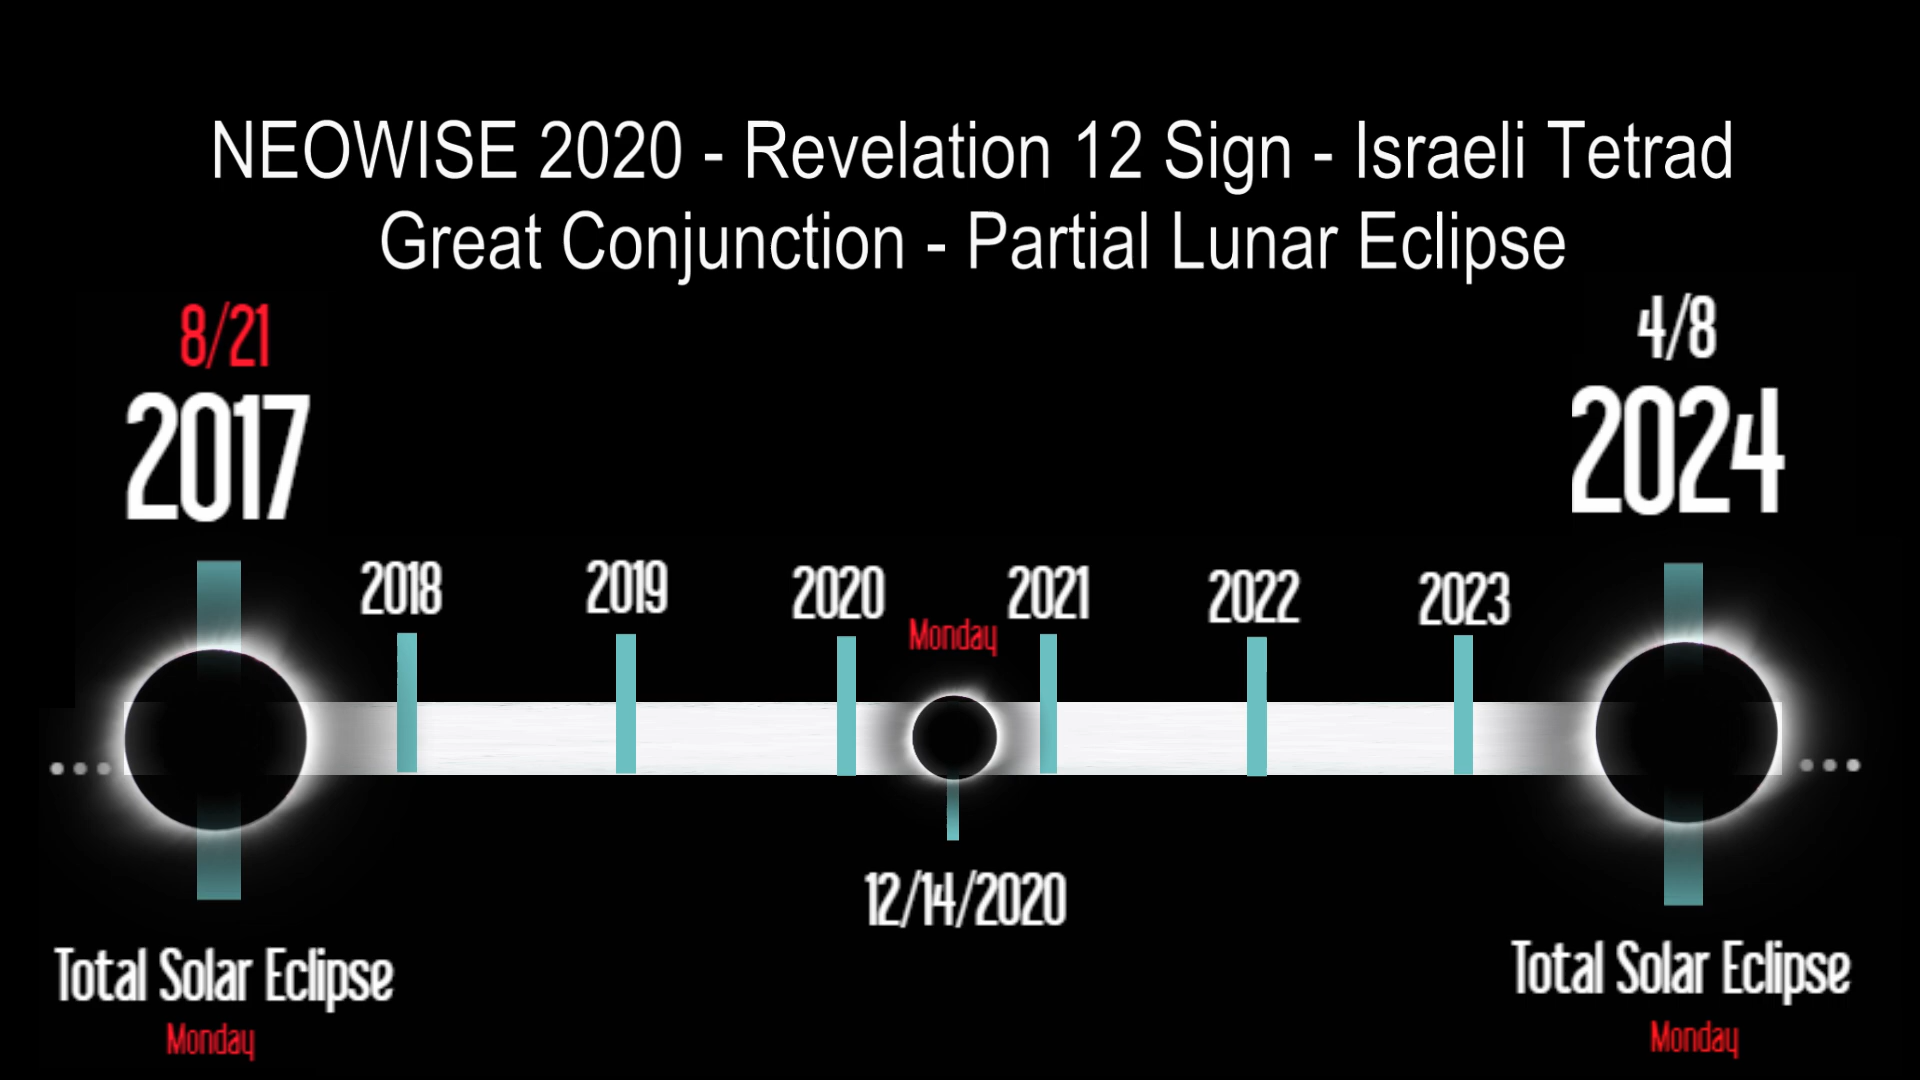 NEOWISE 2020 - Revelation 12 Sign - Israeli Tetrad
Great Conjunction - Partial Lunar Eclipse
8/21
2017
4/8
2024
2018
2019
2020
Monday
2021
2022
2023
12/14/2020
Total Solar Eclipse
Monday
Total Solar Eclipse
Monday